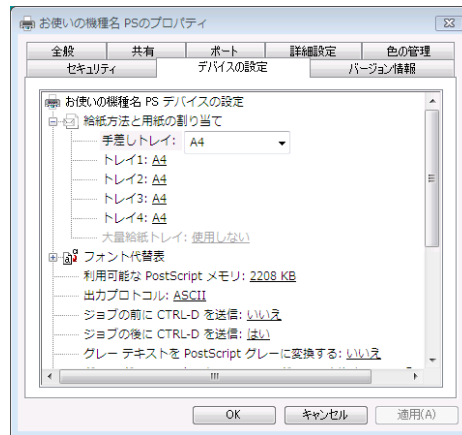 お使いの機種名 PSのプロパティ
全般 共有 ポート 詳細設定 色の管理
セキュリティ デバイスの設定 バージョン情報
お使いの機種名 PS デバイスの設定
給紙方法と用紙の割り当て
手差しトレイ: A4
トレイ1: A4
トレイ2: A4
トレイ3: A4
トレイ4: A4
大量給紙トレイ: 使用しない
フォント代替表
利用可能な PostScript メモリ: 2208 KB
出力プロトコル: ASCII
ジョブの前に CTRL-D を送信: いいえ
ジョブの後に CTRL-D を送信: はい
グレー テキストを PostScript グレーに変換する: いいえ
OK キャンセル 適用(A)